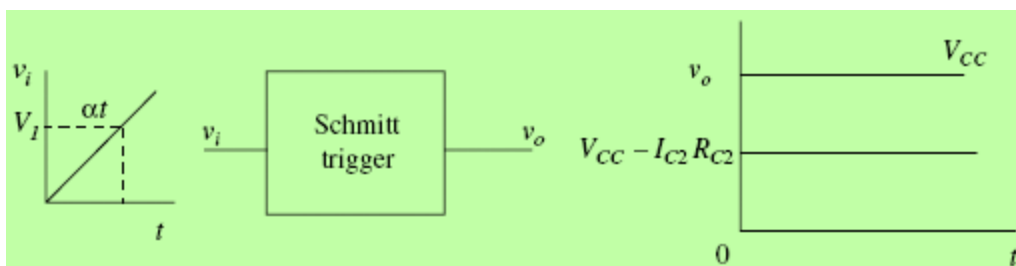 v_i
V_1
αt
t
v_i
Schmitt
trigger
v_o
v_o
V_CC
V_CC – I_C2 R_C2
0
t